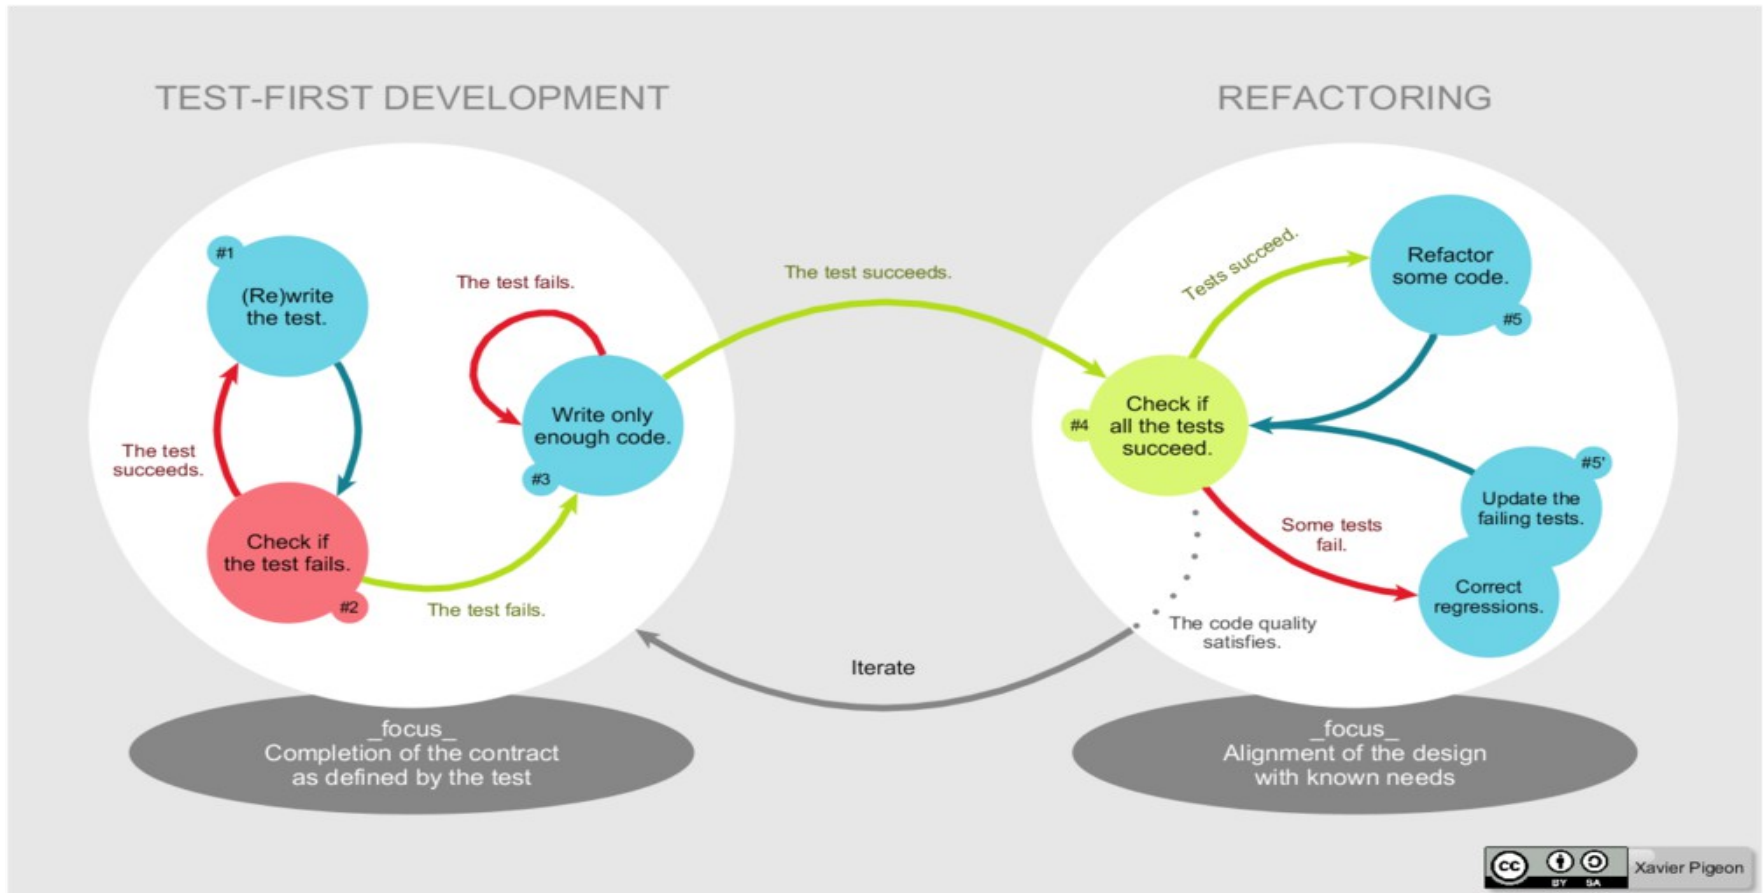 TEST-FIRST DEVELOPMENT
REFACTORING
#1
(Re)write
the test.
The test
succeeds.
Check if
the test fails.
#2
The test fails.
The test fails.
Write only
enough code.
#3
The test succeeds.
Tests succeed.
Refactor
some code.
#5
Check if
all the tests
succeed.
#4
#5'
Update the
failing tests.
Some tests
fail.
Correct
regressions.
The code quality
satisfies.
Iterate
_focus_
Completion of the contract
as defined by the test
_focus_
Alignment of the design
with known needs
cc
BY SA
Xavier Pigeon